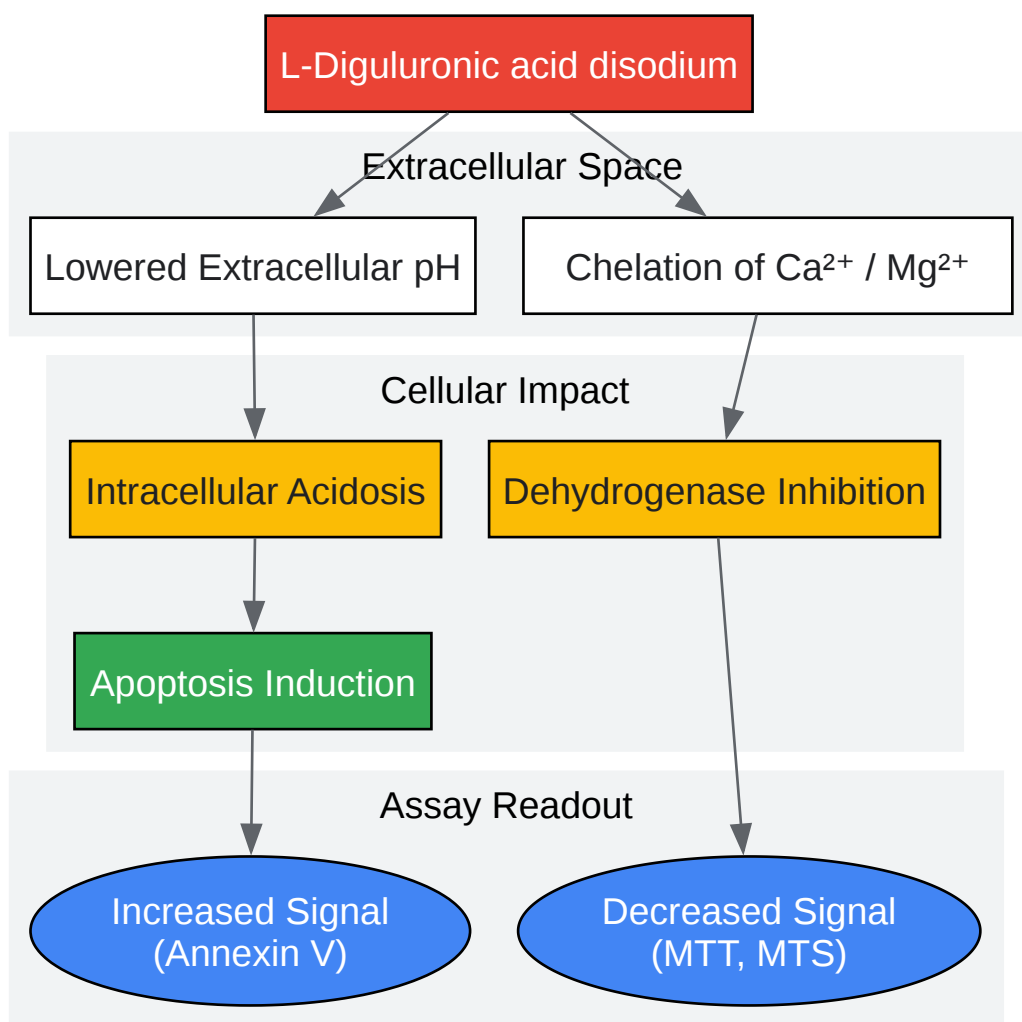 L-Diguluronic acid disodium
Extracellular Space
Lowered Extracellular pH
Chelation of Ca²⁺ / Mg²⁺
Cellular Impact
Intracellular Acidosis
Dehydrogenase Inhibition
Apoptosis Induction
Assay Readout
Increased Signal
(Annexin V)
Decreased Signal
(MTT, MTS)